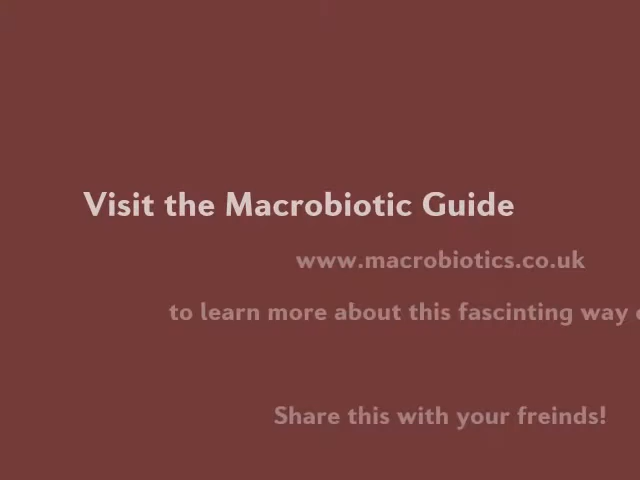 Visit the Macrobiotic Guide
www.macrobiotics.co.uk
to learn more about this fascinting way
Share this with your freinds!